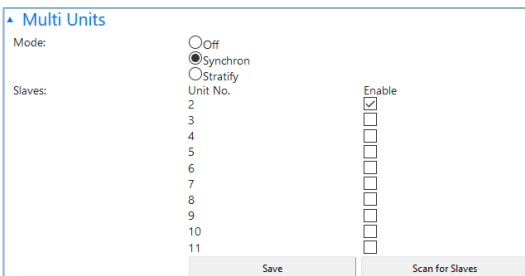 Multi Units
Mode: Off
Synchron
Stratify
Slaves: Unit No. Enable
2
3
4
5
6
7
8
9
10
11
Save Scan for Slaves